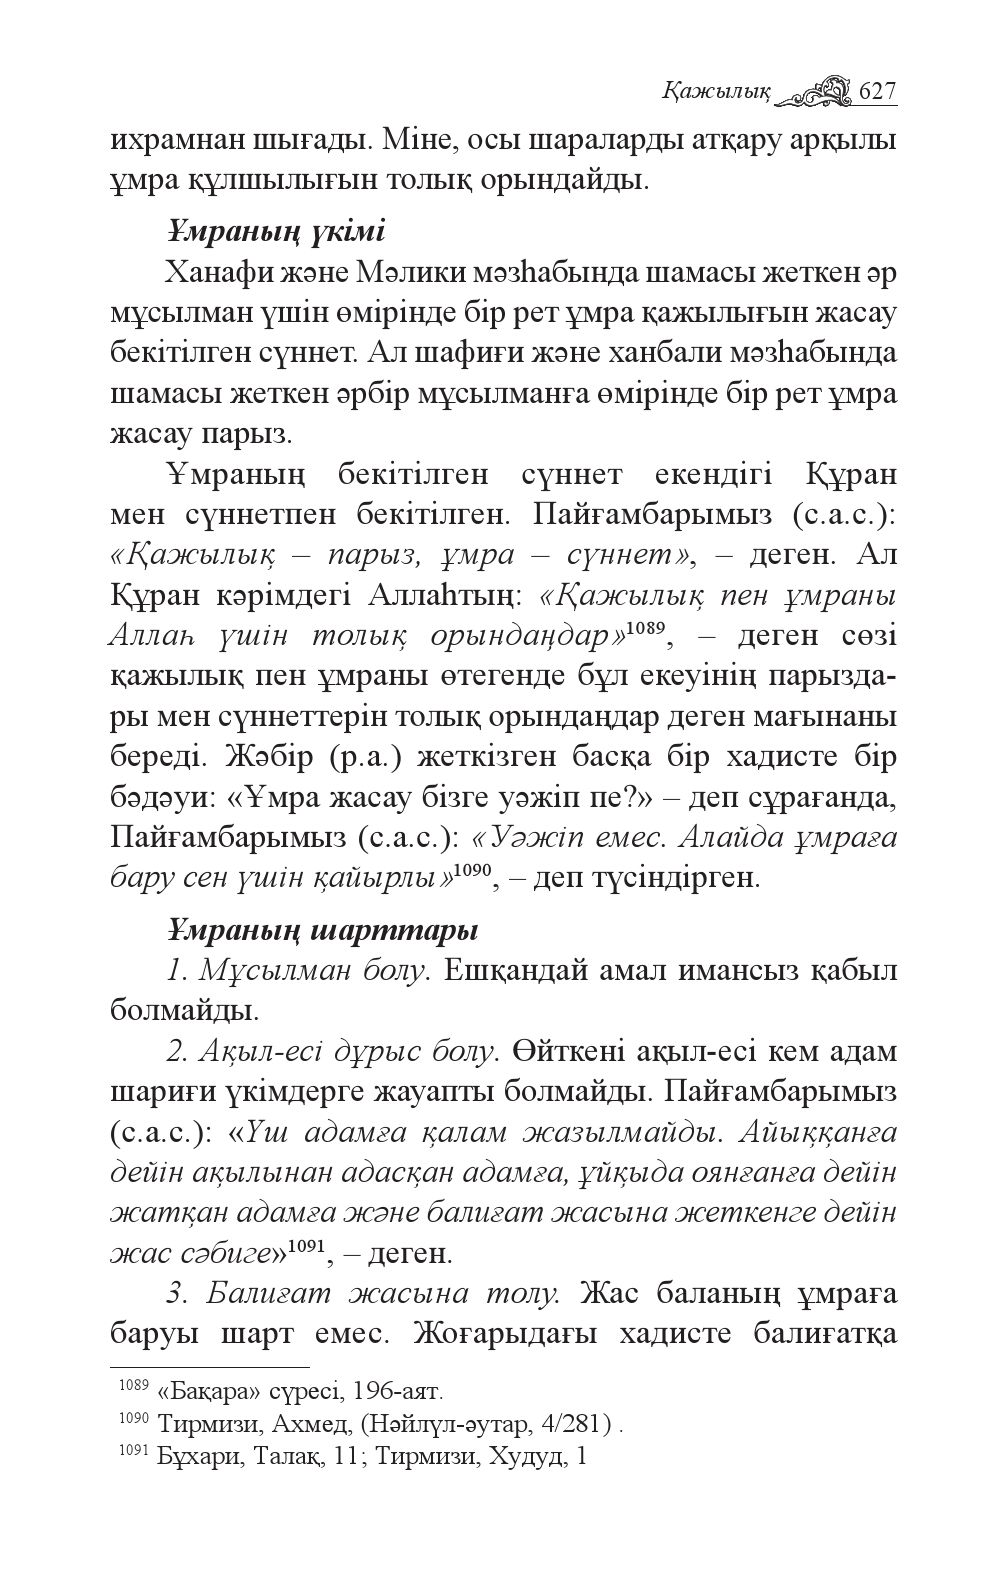 Қажылық 627
ихрамнан шығады. Міне, осы шараларды атқару арқылы
ұмра құлшылығын толық орындайды.
Ұмраның үкімі
Ханафи және Мәлики мәзһабында шамасы жеткен әр
мұсылман үшін өмірінде бір рет ұмра қажылығын жасау
бекітілген сүннет. Ал шафиғи және ханбали мәзһабында
шамасы жеткен әрбір мұсылманға өмірінде бір рет ұмра
жасау парыз.
Ұмраның бекітілген сүннет екендігі Құран
мен сүннетпен бекітілген. Пайғамбарымыз (с.а.с.):
«Қажылық – парыз, ұмра – сүннет», – деген. Ал
Құран кәрімдегі Аллаһтың: «Қажылық пен ұмраны
Аллаһ үшін толық орындаңдар»1089, – деген сөзі
қажылық пен ұмраны өтегенде бұл екеуінің парызда-
ры мен сүннеттерін толық орындаңдар деген мағынаны
береді. Жәбір (р.а.) жеткізген басқа бір хадисте бір
бәдәуи: «Ұмра жасау бізге уәжіп пе?» – деп сұрағанда,
Пайғамбарымыз (с.а.с.): «Уәжіп емес. Алайда ұмраға
бару сен үшін қайырлы»1090, – деп түсіндірген.
Ұмраның шарттары
1. Мұсылман болу. Ешқандай амал имансыз қабыл
болмайды.
2. Ақыл-есі дұрыс болу. Өйткені ақыл-есі кем адам
шариғи үкімдерге жауапты болмайды. Пайғамбарымыз
(с.а.с.): «Үш адамға қалам жазылмайды. Айыққанға
дейін ақылынан адасқан адамға, ұйқыда оянғанға дейін
жатқан адамға және балиғат жасына жеткенге дейін
жас сәбиге»1091, – деген.
3. Балиғат жасына толу. Жас баланың ұмраға
баруы шарт емес. Жоғарыдағы хадисте балиғатқа
1089 «Бақара» сүресі, 196-аят.
1090 Тирмизи, Ахмед, (Нәйлүл-әутар, 4/281) .
1091 Бұхари, Талақ, 11; Тирмизи, Худуд, 1